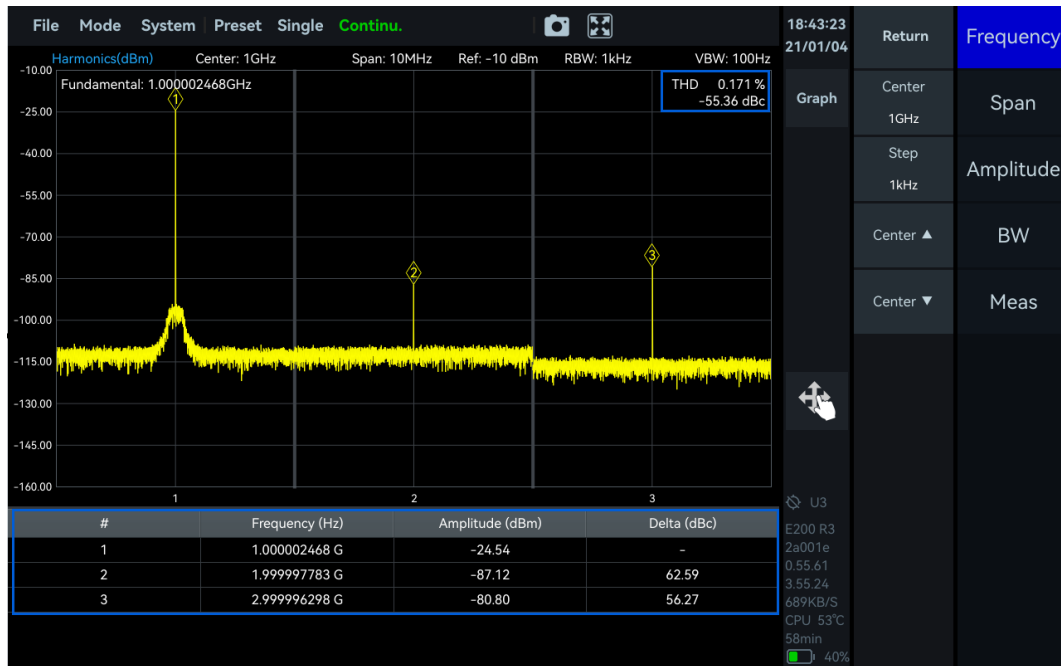 File Mode System Preset Single Continu.
18:43:23
21/01/04
Harmonics(dBm) Center: 1GHz Span: 10MHz Ref: -10 dBm RBW: 1kHz VBW: 100Hz
Fundamental: 1.000002468GHz
THD 0.171 %
-55.36 dBc
-10.00
-25.00
-40.00
-55.00
-70.00
-85.00
-100.00
-115.00
-130.00
-145.00
-160.00
1
2
3
1 2 3
# Frequency (Hz) Amplitude (dBm) Delta (dBc)
1 1.000002468 G -24.54 -
2 1.999997783 G -87.12 62.59
3 2.999996298 G -80.80 56.27
Graph
U3
E200 R3
2a001e
0.55.61
3.55.24
689KB/S
CPU 53℃
58min
40%
Return
Center
1GHz
Step
1kHz
Center ▲
Center ▼
Frequency
Span
Amplitude
BW
Meas